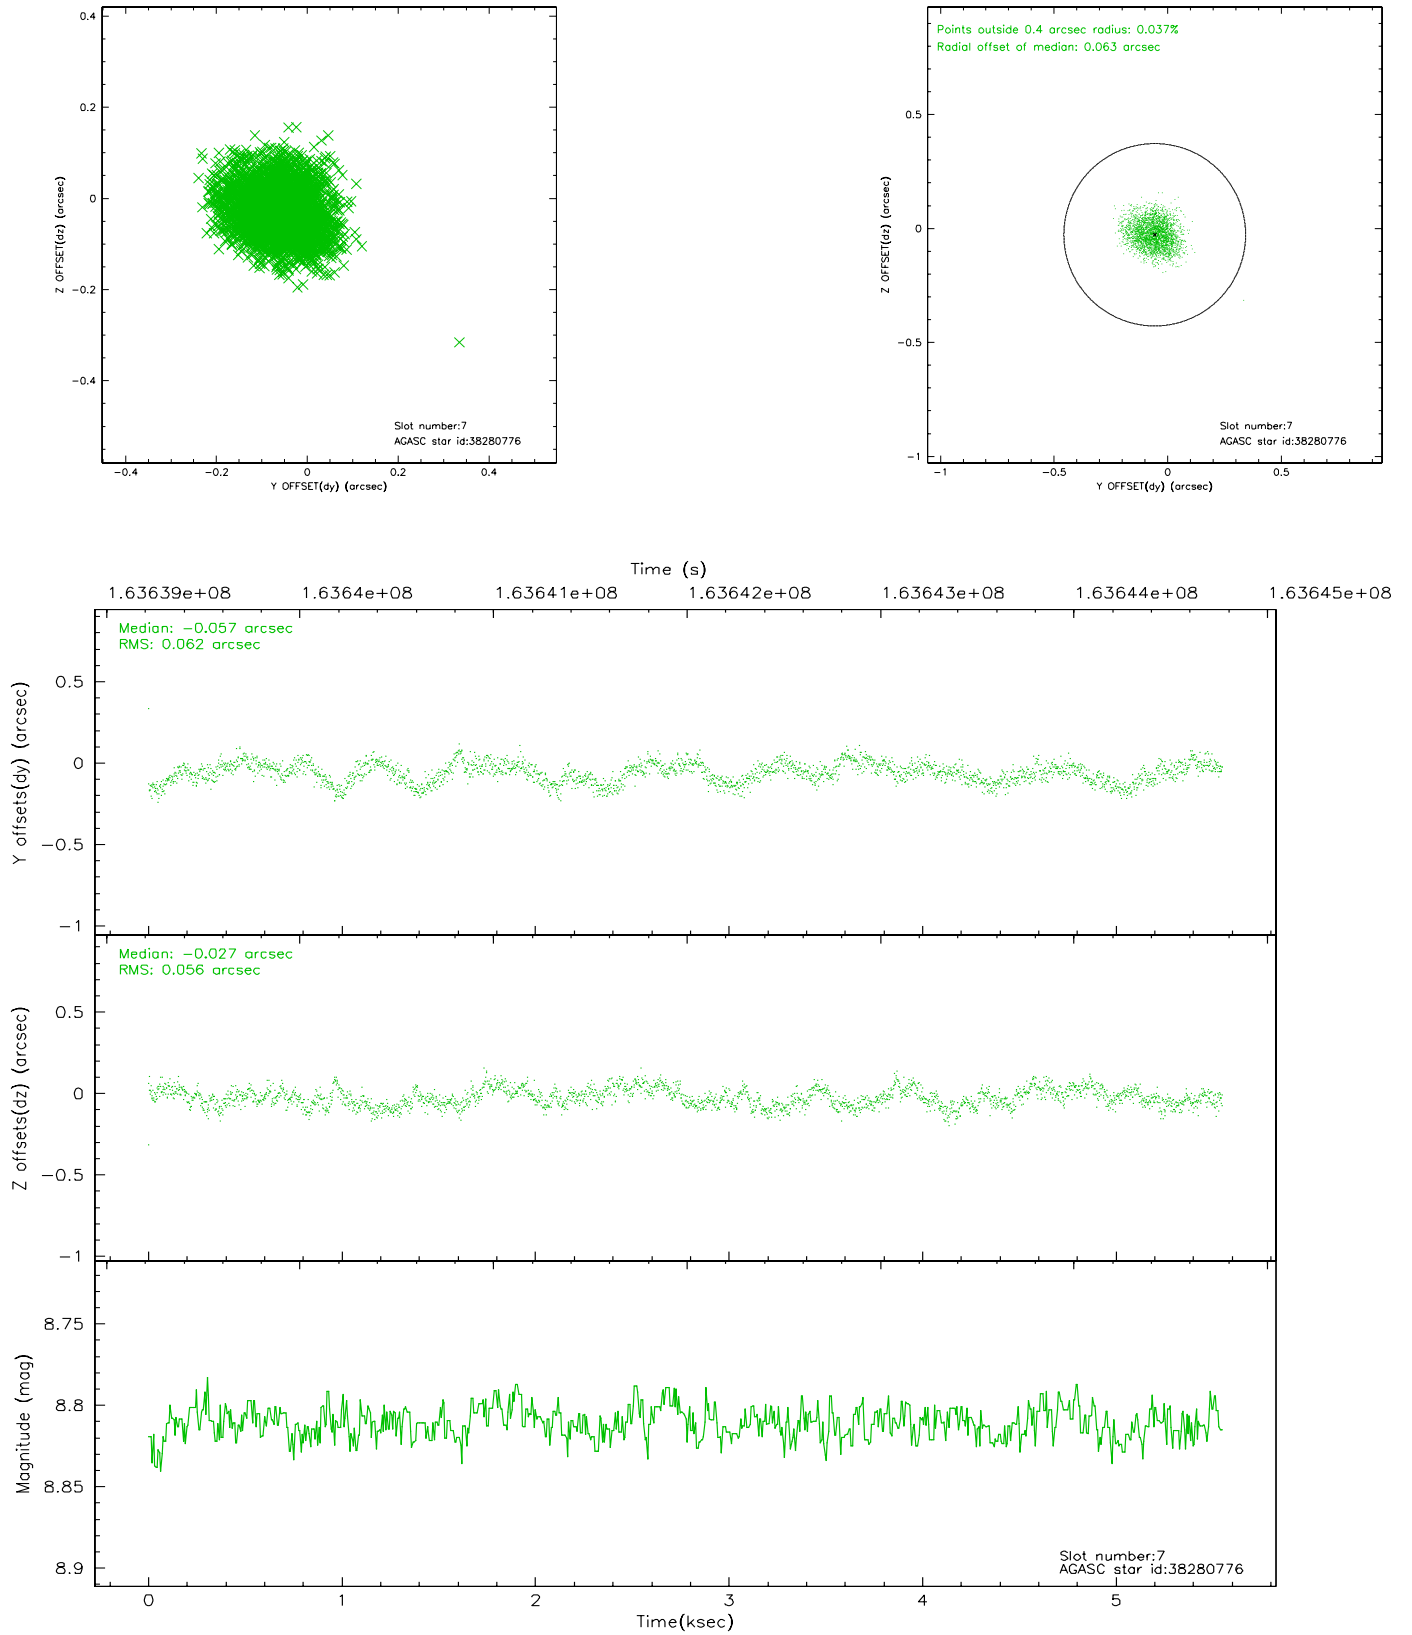 0.4
0.2
0
−0.2
−0.4
Z OFFSET(dz) (arcsec)
−0.4
−0.2
0
0.2
0.4
Y OFFSET(dy) (arcsec)
Slot number:7
AGASC star id:38280776
Points outside 0.4 arcsec radius: 0.037%
Radial offset of median: 0.063 arcsec
0.5
0
−0.5
−1
Z OFFSET(dz) (arcsec)
−1
−0.5
0
0.5
Y OFFSET(dy) (arcsec)
Slot number:7
AGASC star id:38280776
Time (s)
1.63639e+08
1.6364e+08
1.63641e+08
1.63642e+08
1.63643e+08
1.63644e+08
1.63645e+08
Median: −0.057 arcsec
RMS: 0.062 arcsec
0.5
0
−0.5
−1
Y offsets(dy) (arcsec)
Median: −0.027 arcsec
RMS: 0.056 arcsec
0.5
0
−0.5
−1
Z offsets(dz) (arcsec)
8.75
8.8
8.85
8.9
Magnitude (mag)
Slot number:7
AGASC star id:38280776
0
1
2
3
4
5
Time(ksec)